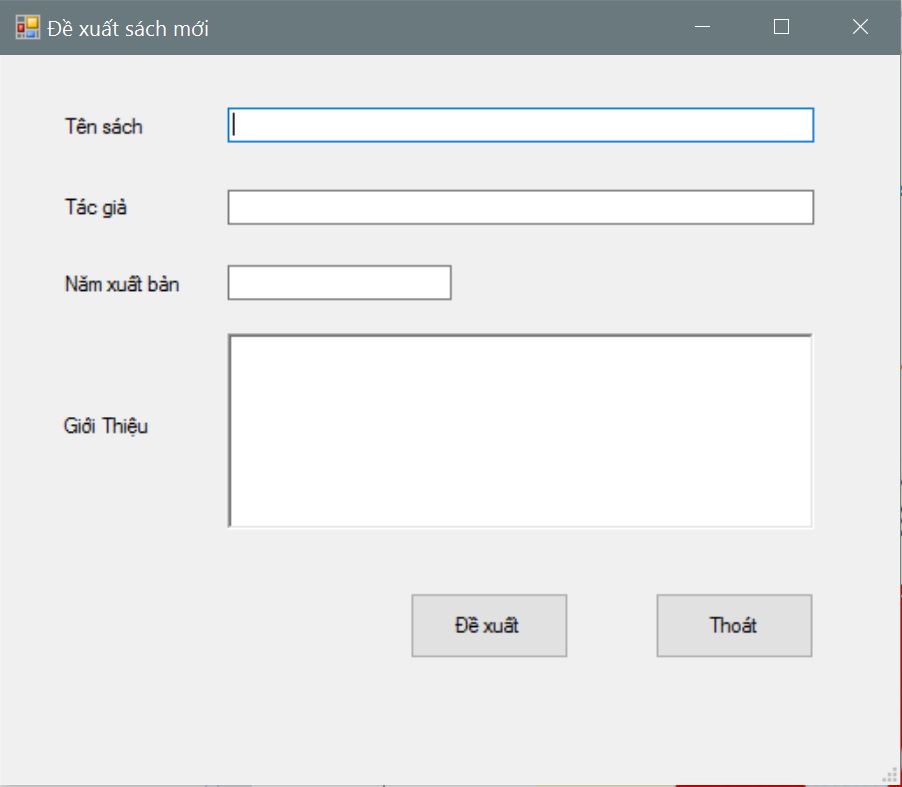 Đề xuất sách mới
Tên sách
Tác giả
Năm xuất bản
Giới Thiệu
Đề xuất
Thoát